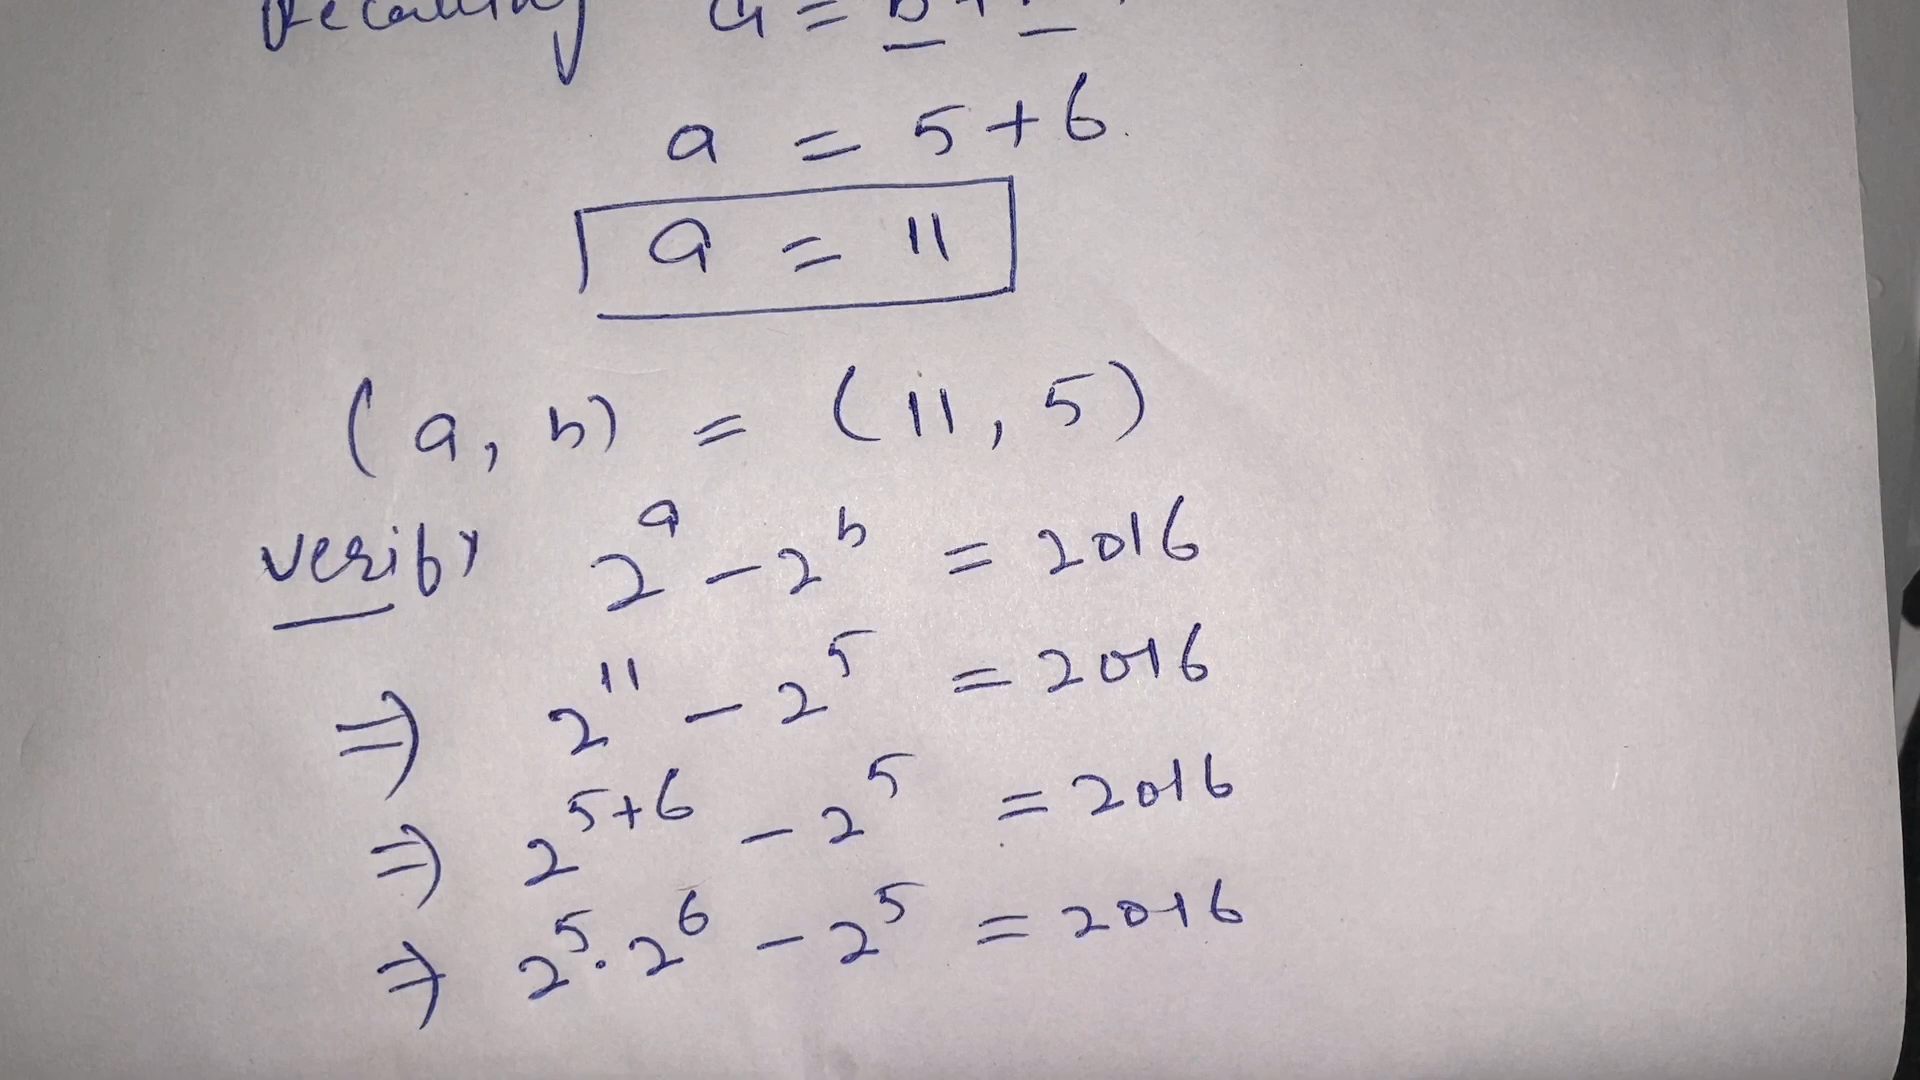 Recalling a = b +
a = 5 + 6
a = 11
(a, b) = (11, 5)
verify 2^a - 2^b = 2016
⇒ 2^11 - 2^5 = 2016
⇒ 2^5+6 - 2^5 = 2016
⇒ 2^5 . 2^6 - 2^5 = 2016